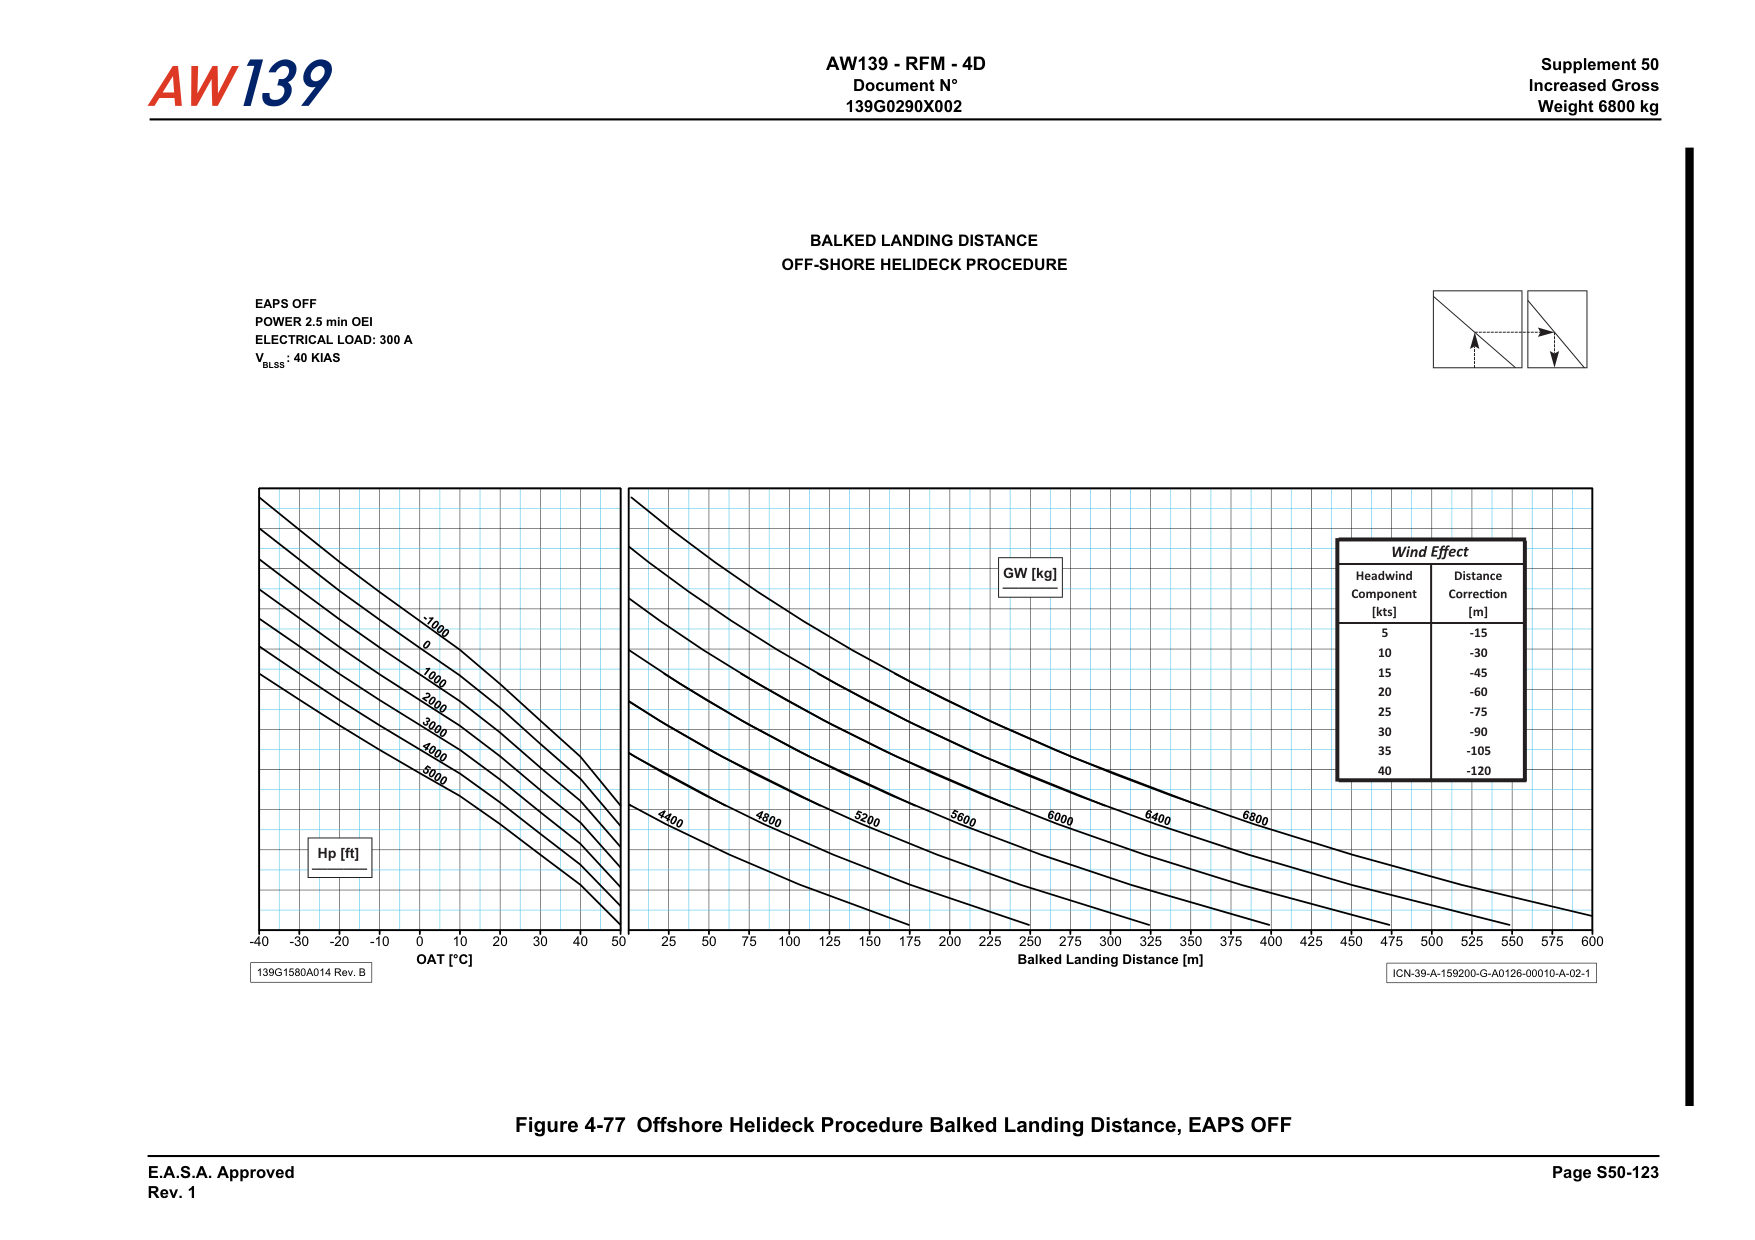 AW139
AW139 - RFM - 4D
Document N°
139G0290X002
Supplement 50
Increased Gross
Weight 6800 kg
BALKED LANDING DISTANCE
OFF-SHORE HELIDECK PROCEDURE
EAPS OFF
POWER 2.5 min OEI
ELECTRICAL LOAD: 300 A
VBLSS : 40 KIAS
GW [kg]
Wind Effect
Headwind Component [kts] Distance Correction [m]
5 -15
10 -30
15 -45
20 -60
25 -75
30 -90
35 -105
40 -120
-1000
0
1000
2000
3000
4000
5000
4400 4800 5200 5600 6000 6400 6800
Hp [ft]
-40 -30 -20 -10 0 10 20 30 40 50 25 50 75 100 125 150 175 200 225 250 275 300 325 350 375 400 425 450 475 500 525 550 575 600
OAT [°C]
Balked Landing Distance [m]
139G1580A014 Rev. B
ICN-39-A-159200-G-A0126-00010-A-02-1
Figure 4-77 Offshore Helideck Procedure Balked Landing Distance, EAPS OFF
E.A.S.A. Approved
Rev. 1
Page S50-123